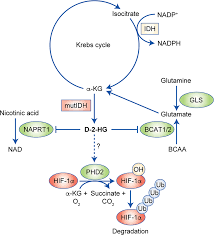 Isocitrate
NADP⁺
IDH
Krebs cycle
NADPH
α-KG
Glutamine
mutIDH
GLS
Nicotinic acid
Glutamate
NAPRT1
D-2-HG
BCAT1/2
NAD
?
BCAA
PHD2
OH
HIF-1α
HIF-1α
α-KG + Succinate +
O₂ CO₂
Ub
Ub
Ub
Ub
HIF-1α
Degradation